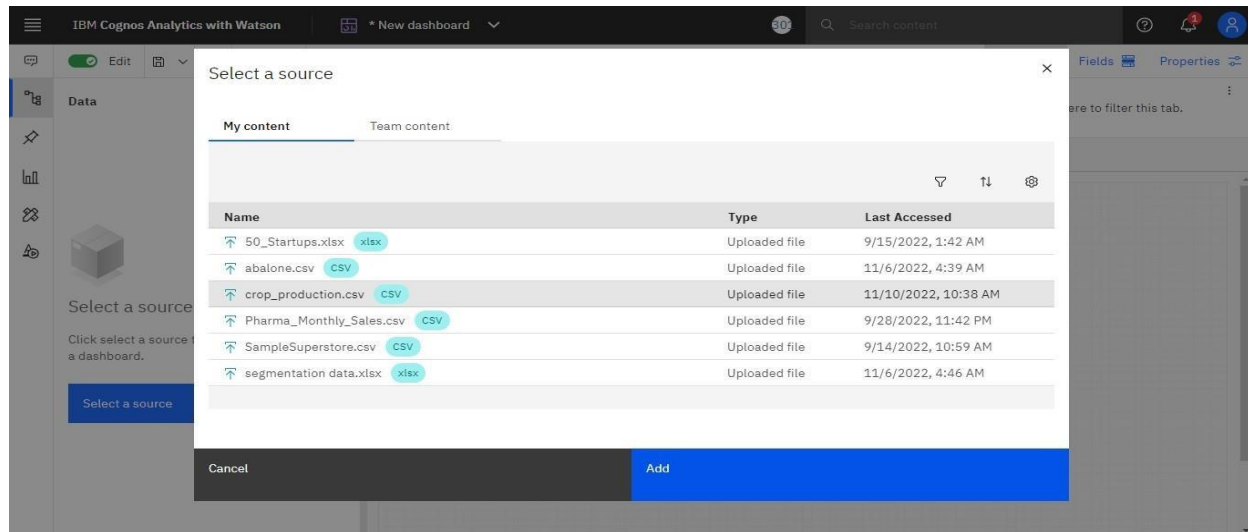 IBM Cognos Analytics with Watson
* New dashboard
Search content
1
Edit
Fields
Properties
Data
ere to filter this tab.
Select a source
My content
Team content
Name Type Last Accessed
50_Startups.xlsx xlsx Uploaded file 9/15/2022, 1:42 AM
abalone.csv CSV Uploaded file 11/6/2022, 4:39 AM
crop_production.csv CSV Uploaded file 11/10/2022, 10:38 AM
Pharma_Monthly_Sales.csv CSV Uploaded file 9/28/2022, 11:42 PM
SampleSuperstore.csv CSV Uploaded file 9/14/2022, 10:59 AM
segmentation data.xlsx xlsx Uploaded file 11/6/2022, 4:46 AM
Cancel
Add
Select a source
Click select a source
a dashboard.
Select a source